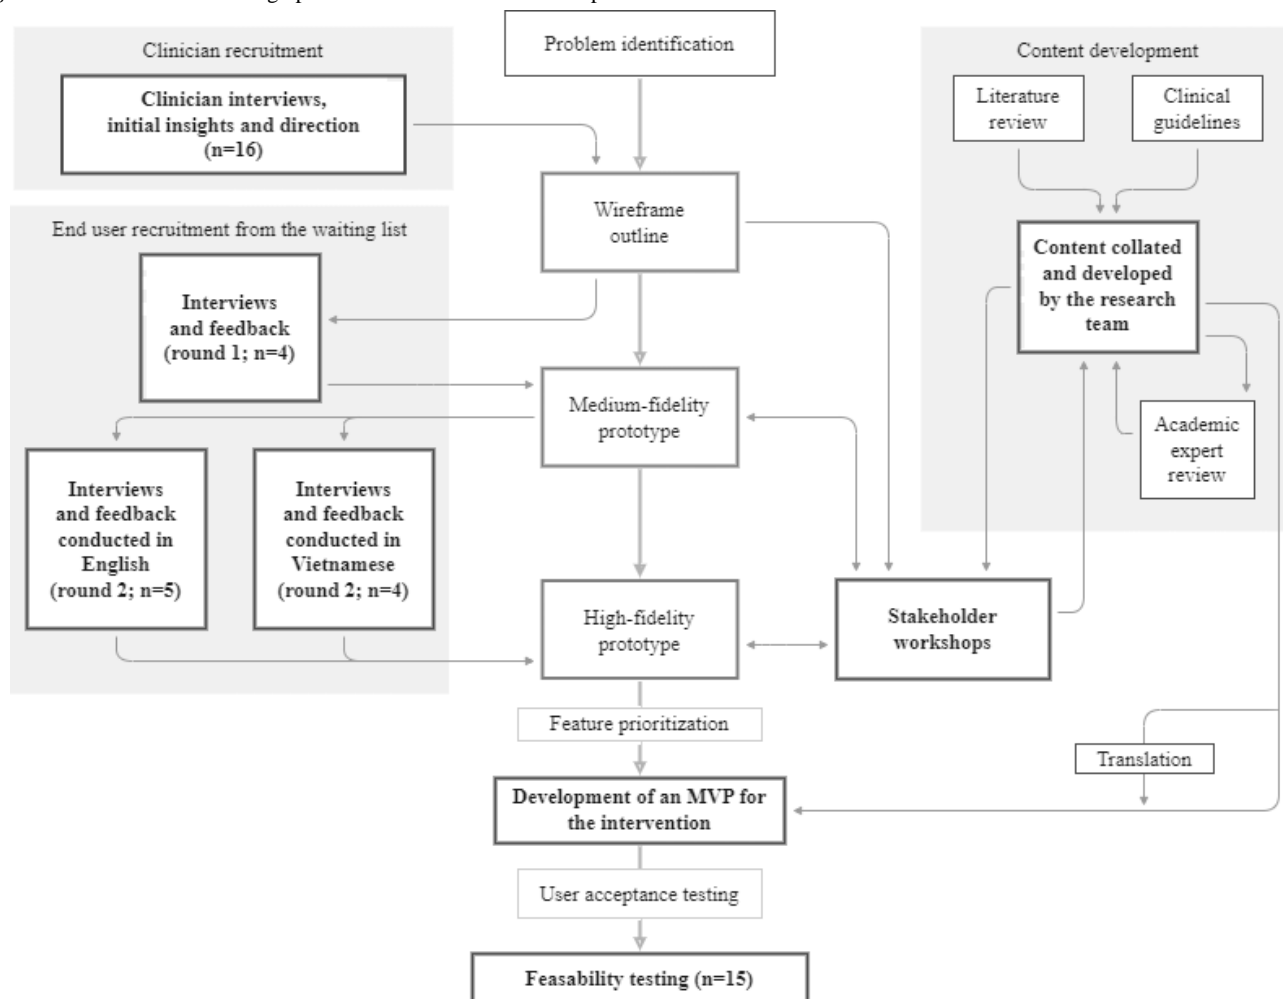 Problem identification
Clinician recruitment
Clinician interviews,
initial insights and direction
(n=16)
Content development
Literature
review
Clinical
guidelines
Wireframe
outline
End user recruitment from the waiting list
Interviews
and feedback
(round 1; n=4)
Content collated
and developed
by the research
team
Medium-fidelity
prototype
Academic
expert
review
Interviews
and feedback
conducted in
English
(round 2; n=5)
Interviews
and feedback
conducted in
Vietnamese
(round 2; n=4)
High-fidelity
prototype
Stakeholder
workshops
Feature prioritization
Translation
Development of an MVP for
the intervention
User acceptance testing
Feasability testing (n=15)